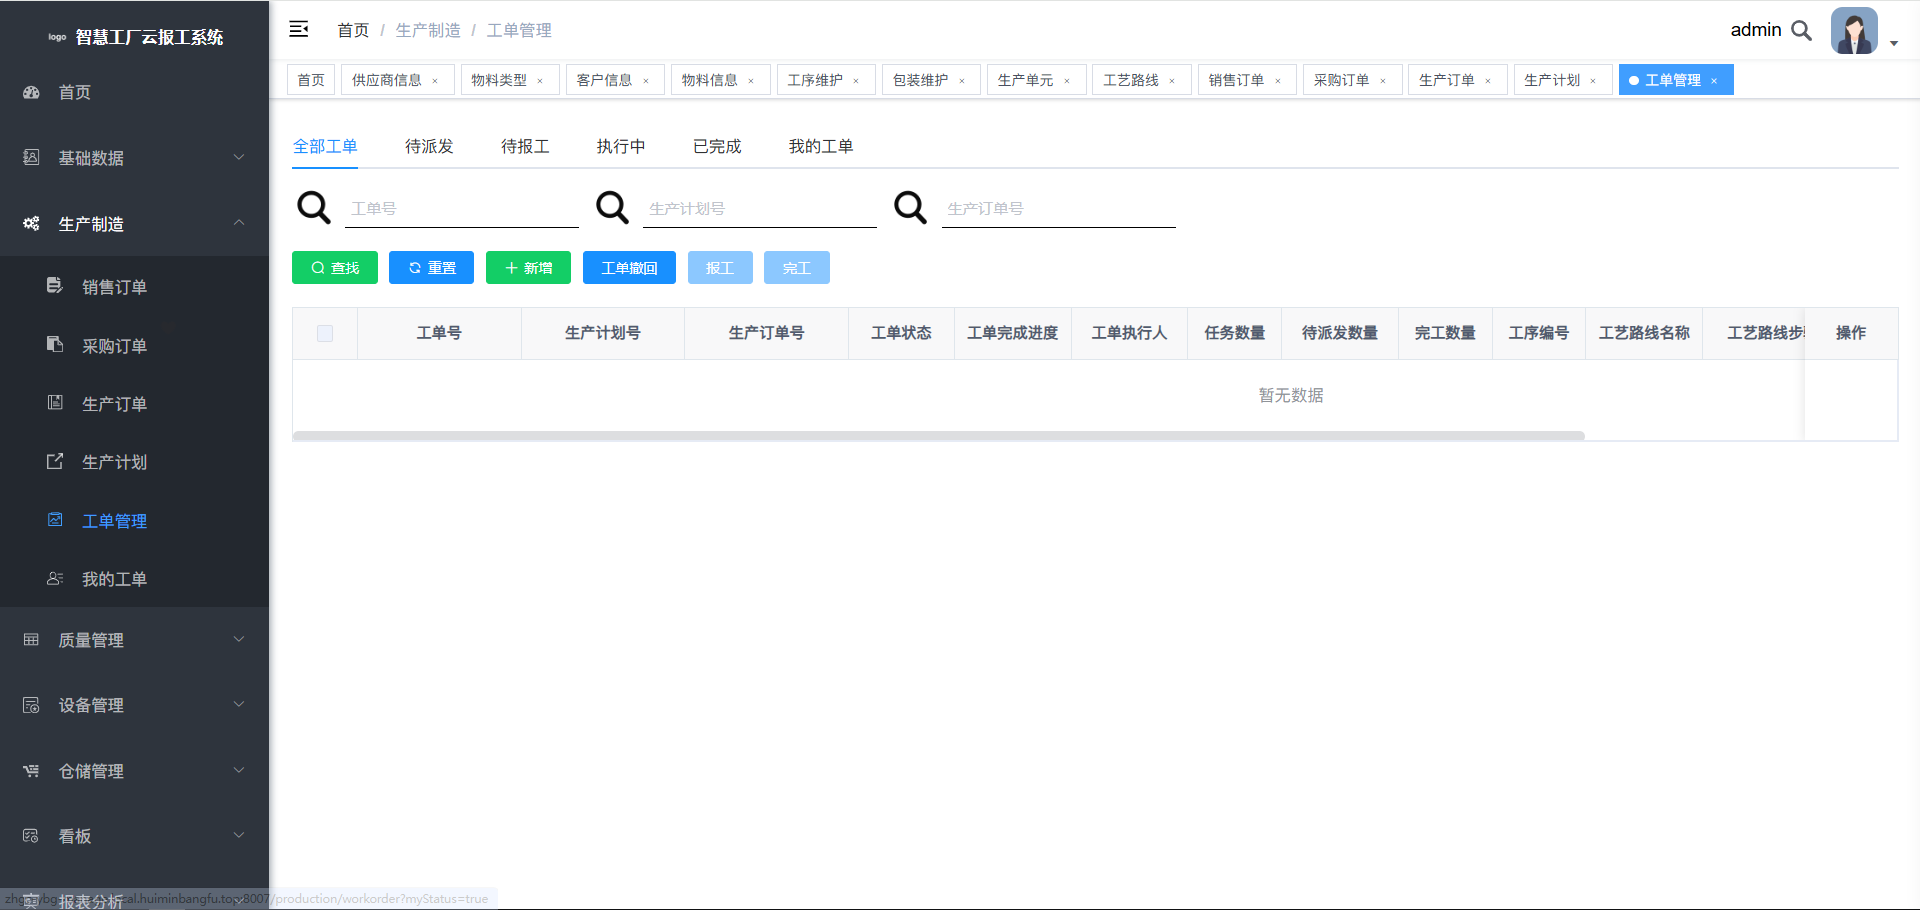 logo 智慧工厂云报工系统
首页 / 生产制造 / 工单管理
admin
首页
供应商信息 ×
物料类型 ×
客户信息 ×
物料信息 ×
工序维护 ×
包装维护 ×
生产单元 ×
工艺路线 ×
销售订单 ×
采购订单 ×
生产订单 ×
生产计划 ×
工单管理 ×
首页
基础数据
生产制造
销售订单
采购订单
生产订单
生产计划
工单管理
我的工单
质量管理
设备管理
仓储管理
看板
报表分析
全部工单
待派发
待报工
执行中
已完成
我的工单
工单号
生产计划号
生产订单号
查找
重置
新增
工单撤回
报工
完工
工单号
生产计划号
生产订单号
工单状态
工单完成进度
工单执行人
任务数量
待派发数量
完工数量
工序编号
工艺路线名称
工艺路线步
操作
暂无数据
cal.huiminbangfu.top:8007/production/workorder?myStatus=true